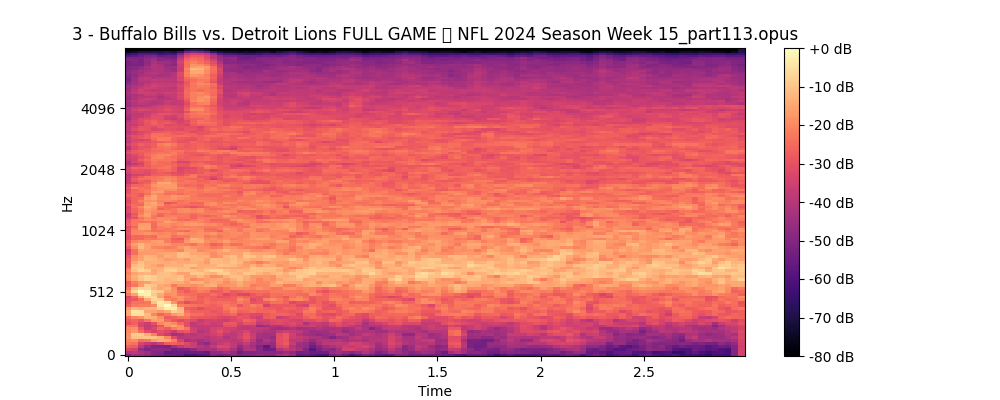 3 - Buffalo Bills vs. Detroit Lions FULL GAME ▯ NFL 2024 Season Week 15_part113.opus
+0 dB
-10 dB
-20 dB
-30 dB
-40 dB
-50 dB
-60 dB
-70 dB
-80 dB
4096
2048
1024
512
0
Hz
0 0.5 1 1.5 2 2.5
Time